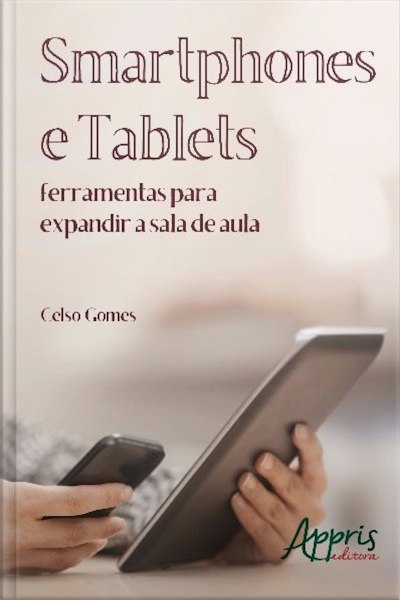 Smartphones
e Tablets
ferramentas para
expandir a sala de aula
Celso Gomes
Appris
editora